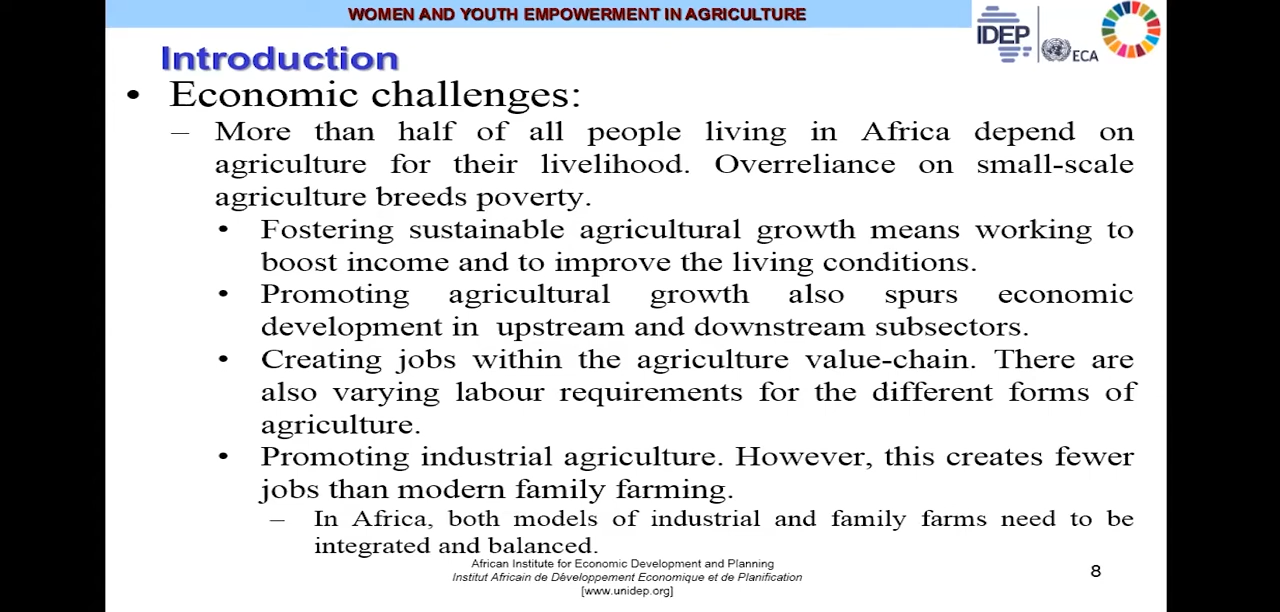 WOMEN AND YOUTH EMPOWERMENT IN AGRICULTURE
IDEP
ECA
Introduction
• Economic challenges:
– More than half of all people living in Africa depend on
agriculture for their livelihood. Overreliance on small-scale
agriculture breeds poverty.
• Fostering sustainable agricultural growth means working to
boost income and to improve the living conditions.
• Promoting agricultural growth also spurs economic
development in upstream and downstream subsectors.
• Creating jobs within the agriculture value-chain. There are
also varying labour requirements for the different forms of
agriculture.
• Promoting industrial agriculture. However, this creates fewer
jobs than modern family farming.
– In Africa, both models of industrial and family farms need to be
integrated and balanced.
African Institute for Economic Development and Planning
Institut Africain de Développement Economique et de Planification
[www.unidep.org]
8